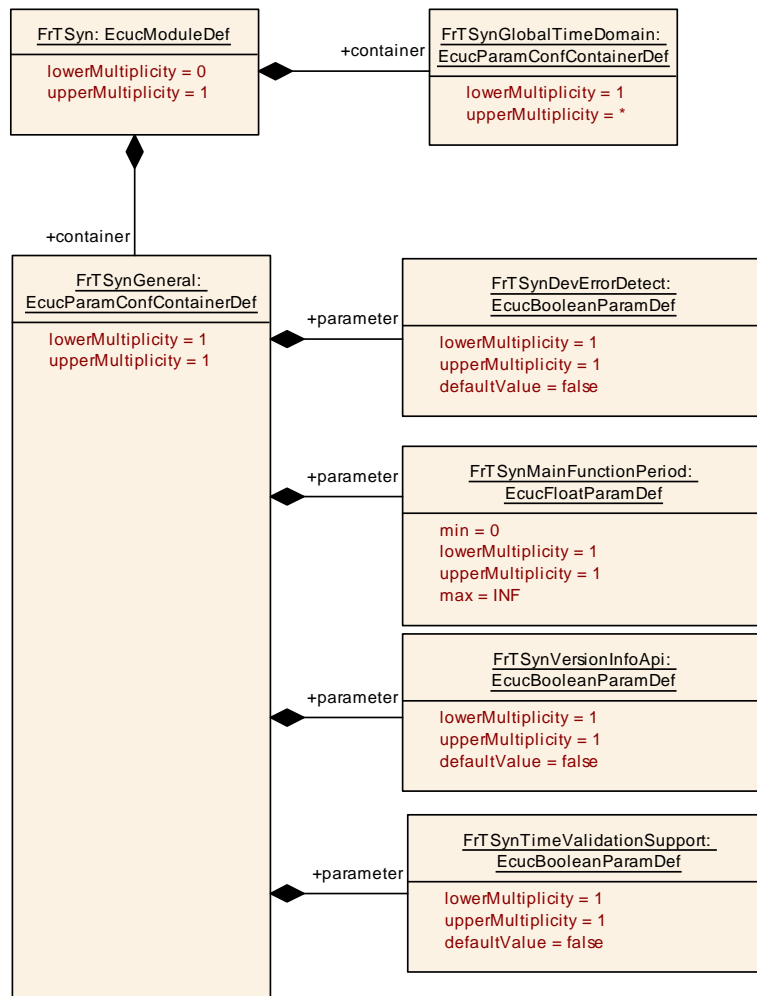 FrTSyn: EcucModuleDef
lowerMultiplicity = 0
upperMultiplicity = 1
+container
FrTSynGlobalTimeDomain:
EcucParamConfContainerDef
lowerMultiplicity = 1
upperMultiplicity = *
+container
FrTSynGeneral:
EcucParamConfContainerDef
lowerMultiplicity = 1
upperMultiplicity = 1
+parameter
FrTSynDevErrorDetect:
EcucBooleanParamDef
lowerMultiplicity = 1
upperMultiplicity = 1
defaultValue = false
+parameter
FrTSynMainFunctionPeriod:
EcucFloatParamDef
min = 0
lowerMultiplicity = 1
upperMultiplicity = 1
max = INF
+parameter
FrTSynVersionInfoApi:
EcucBooleanParamDef
lowerMultiplicity = 1
upperMultiplicity = 1
defaultValue = false
+parameter
FrTSynTimeValidationSupport:
EcucBooleanParamDef
lowerMultiplicity = 1
upperMultiplicity = 1
defaultValue = false